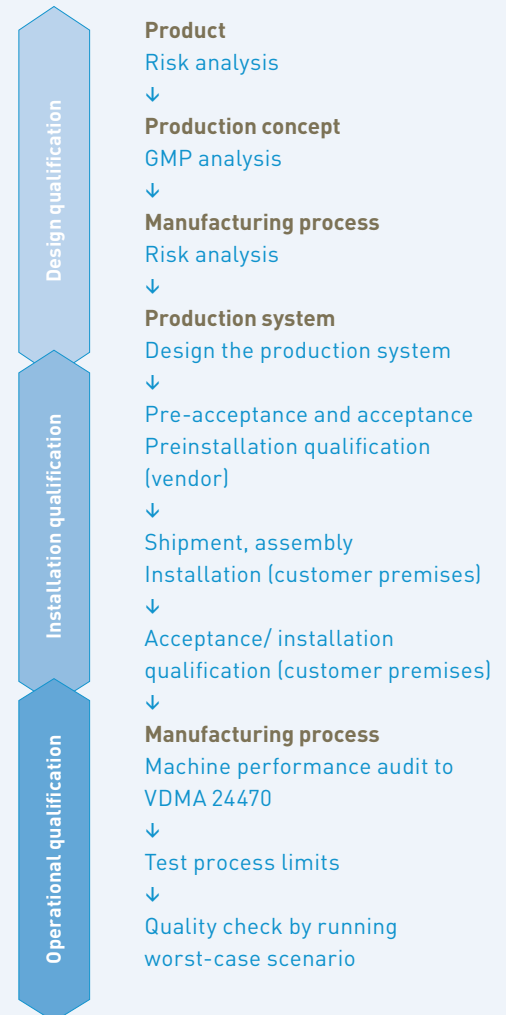 Design qualification
Product
Risk analysis
↓
Production concept
GMP analysis
↓
Manufacturing process
Risk analysis
↓
Production system
Design the production system
↓
Installation qualification
Pre-acceptance and acceptance
Preinstallation qualification
(vendor)
↓
Shipment, assembly
Installation (customer premises)
↓
Acceptance/ installation
qualification (customer premises)
↓
Operational qualification
Manufacturing process
Machine performance audit to
VDMA 24470
↓
Test process limits
↓
Quality check by running
worst-case scenario